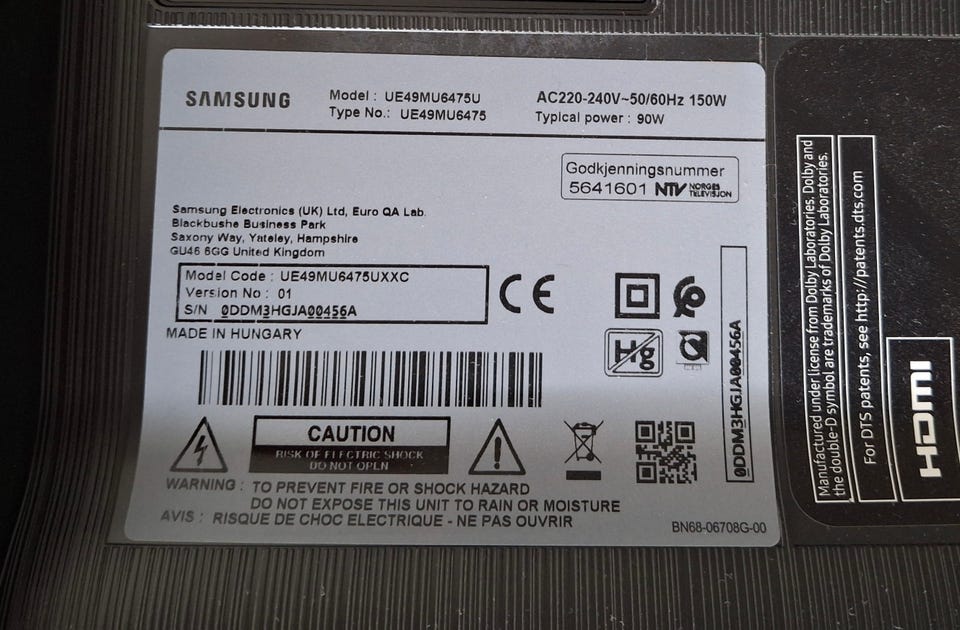 SAMSUNG
Model : UE49MU6475U
Type No.: UE49MU6475
AC220-240V~50/60Hz 150W
Typical power : 90W
Godkjenningsnummer
5641601 NTV NORGES TELEVISJON
Samsung Electronics (UK) Ltd, Euro QA Lab.
Blackbushe Business Park
Saxony Way, Yateley, Hampshire
GU46 6GG United Kingdom
Model Code : UE49MU6475UXXC
Version No : 01
S/N 0DDM3HGJA00456A
MADE IN HUNGARY
CE
Hg
0DDM3HGJA00456A
CAUTION
RISK OF ELECTRIC SHOCK
DO NOT OPEN
WARNING : TO PREVENT FIRE OR SHOCK HAZARD
DO NOT EXPOSE THIS UNIT TO RAIN OR MOISTURE
AVIS : RISQUE DE CHOC ELECTRIQUE - NE PAS OUVRIR
BN68-06708G-00
Manufactured under license from Dolby Laboratories. Dolby and
the double-D symbol are trademarks of Dolby Laboratories.
For DTS patents, see http://patents.dts.com
HDMI